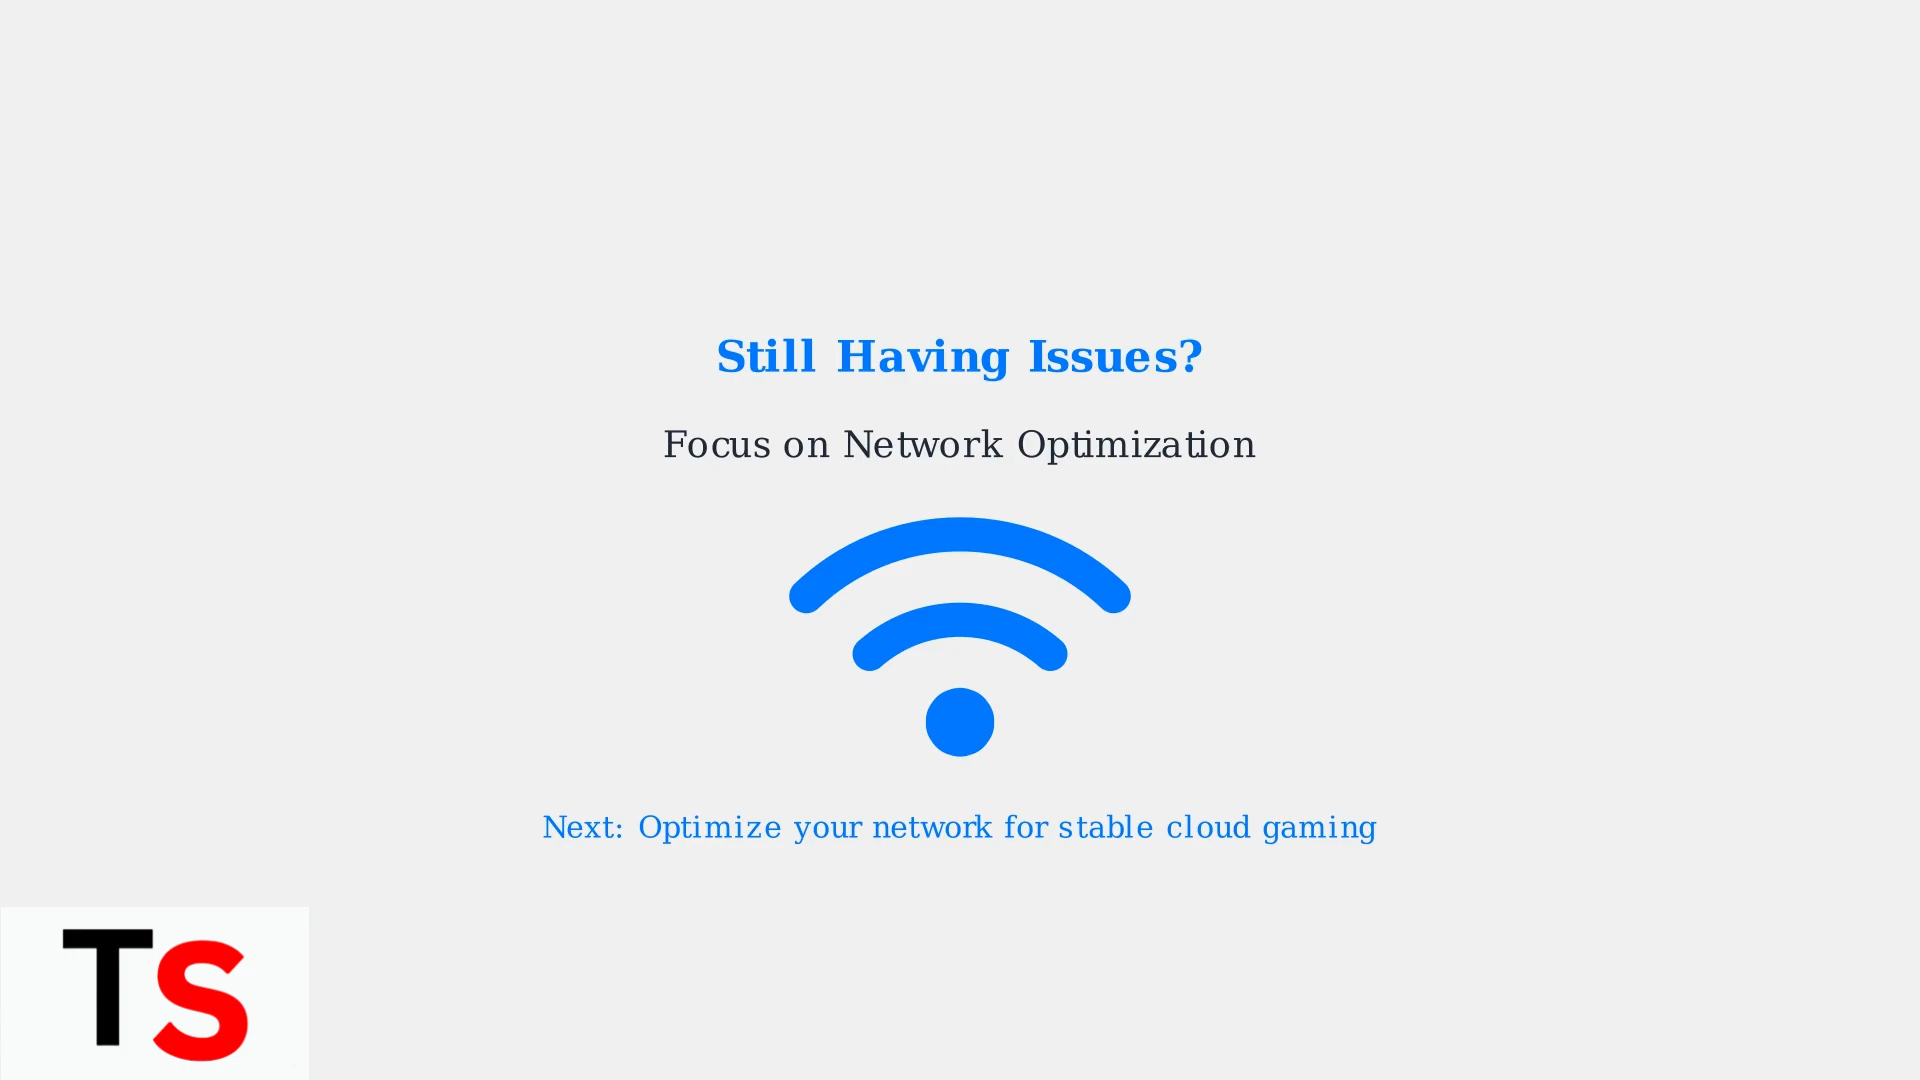 Still Having Issues?
Focus on Network Optimization
Next: Optimize your network for stable cloud gaming
TS